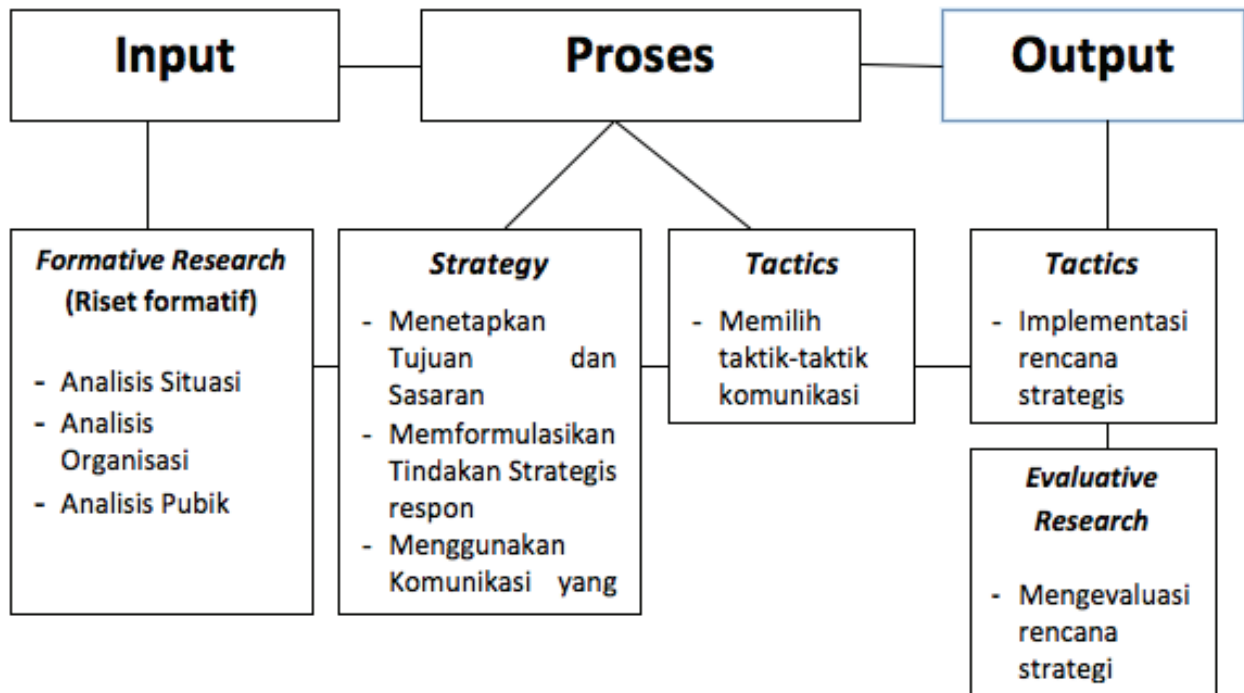 Input
Proses
Output
Formative Research
(Riset formatif)
- Analisis Situasi
- Analisis
Organisasi
- Analisis Pubik
Strategy
- Menetapkan
Tujuan dan
Sasaran
- Memformulasikan
Tindakan Strategis
respon
- Menggunakan
Komunikasi yang
Tactics
- Memilih
taktik-taktik
komunikasi
Tactics
- Implementasi
rencana
strategis
Evaluative
Research
- Mengevaluasi
rencana
strategi